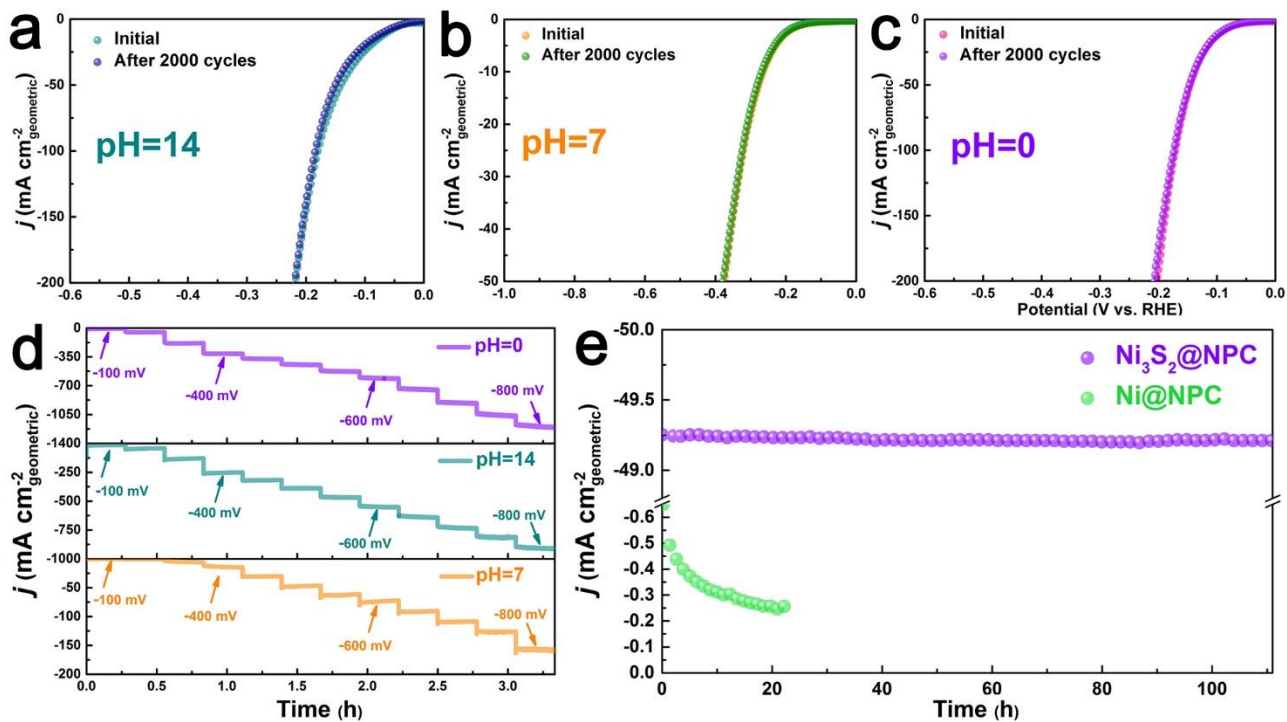 a
Initial
After 2000 cycles
pH=14
j (mA cm-2geometric)
0
-50
-100
-150
-200
-0.6 -0.5 -0.4 -0.3 -0.2 -0.1 0.0
b
Initial
After 2000 cycles
pH=7
j (mA cm-2geometric)
0
-10
-20
-30
-40
-50
-1.0 -0.8 -0.6 -0.4 -0.2 0.0
c
Initial
After 2000 cycles
pH=0
j (mA cm-2geometric)
0
-50
-100
-150
-200
-0.6 -0.5 -0.4 -0.3 -0.2 -0.1 0.0
Potential (V vs. RHE)
d
j (mA cm-2geometric)
0
-350
-700
-1050
-1400
pH=0
-100 mV
-400 mV
-600 mV
-800 mV
-250
-500
-750
-1000
pH=14
-100 mV
-400 mV
-600 mV
-800 mV
-50
-100
-150
-200
pH=7
-100 mV
-400 mV
-600 mV
-800 mV
0.0 0.5 1.0 1.5 2.0 2.5 3.0
Time (h)
e
j (mA cm-2geometric)
-50.0
-49.5
-49.0
-0.6
-0.5
-0.4
-0.3
-0.2
-0.1
0.0
Ni3S2@NPC
Ni@NPC
0 20 40 60 80 100
Time (h)